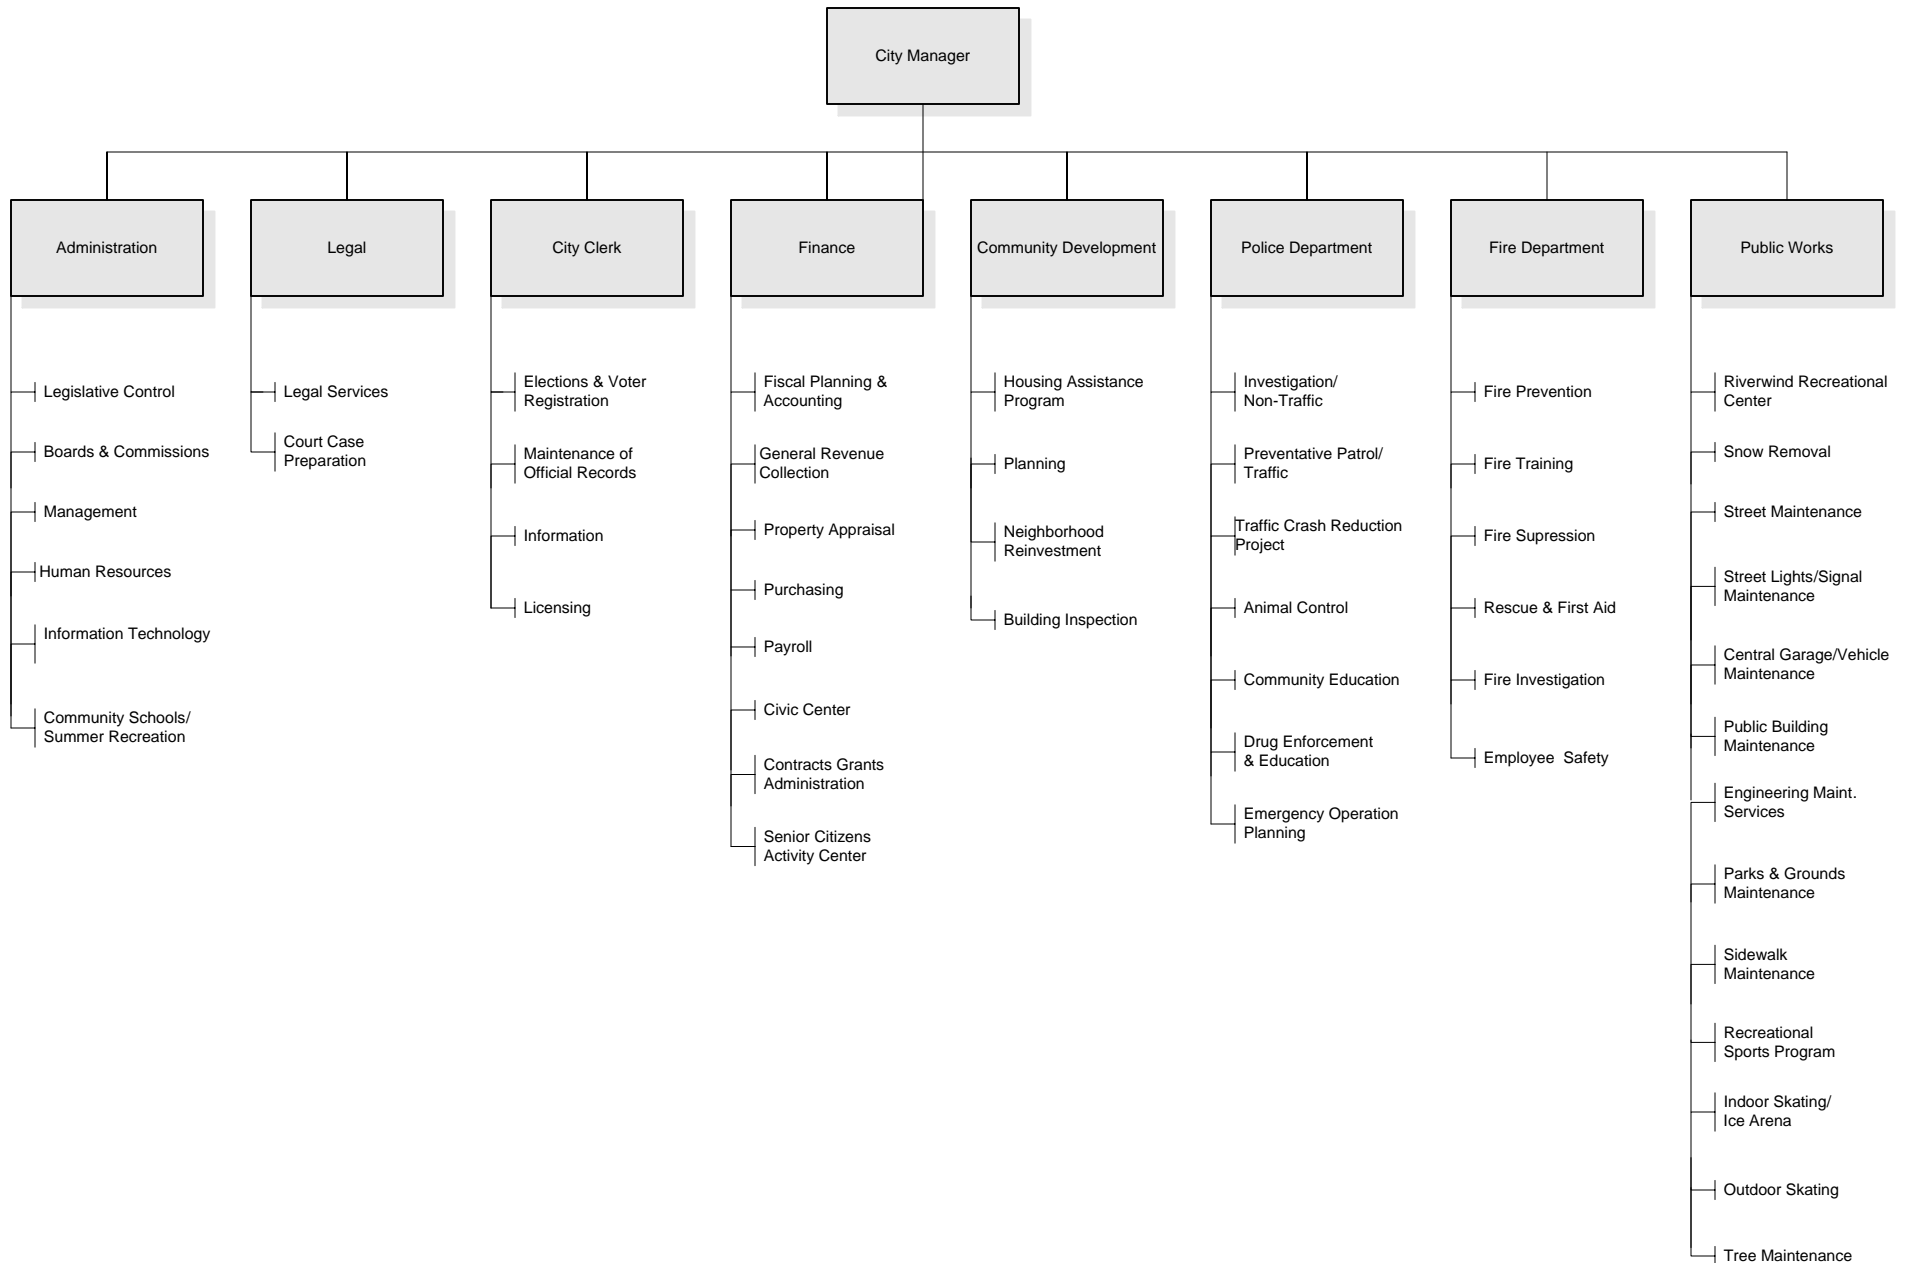 City Manager
Administration
Legal
City Clerk
Finance
Community Development
Police Department
Fire Department
Public Works
Legislative Control
Boards & Commissions
Management
Human Resources
Information Technology
Community Schools/
Summer Recreation
Legal Services
Court Case
Preparation
Elections & Voter
Registration
Maintenance of
Official Records
Information
Licensing
Fiscal Planning &
Accounting
General Revenue
Collection
Property Appraisal
Purchasing
Payroll
Civic Center
Contracts Grants
Administration
Senior Citizens
Activity Center
Housing Assistance
Program
Planning
Neighborhood
Reinvestment
Building Inspection
Investigation/
Non-Traffic
Preventative Patrol/
Traffic
Traffic Crash Reduction
Project
Animal Control
Community Education
Drug Enforcement
& Education
Emergency Operation
Planning
Fire Prevention
Fire Training
Fire Supression
Rescue & First Aid
Fire Investigation
Employee  Safety
Riverwind Recreational
Center
Snow Removal
Street Maintenance
Street Lights/Signal
Maintenance
Central Garage/Vehicle
Maintenance
Public Building
Maintenance
Engineering Maint.
Services
Parks & Grounds
Maintenance
Sidewalk
Maintenance
Recreational
Sports Program
Indoor Skating/
Ice Arena
Outdoor Skating
Tree Maintenance